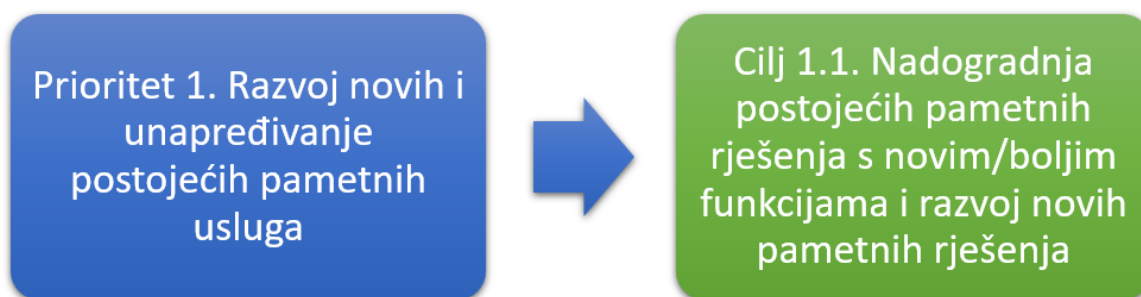 Prioritet 1. Razvoj novih i
unapređivanje
postojećih pametnih
usluga
Cilj 1.1. Nadogradnja
postojećih pametnih
rješenja s novim/boljim
funkcijama i razvoj novih
pametnih rješenja